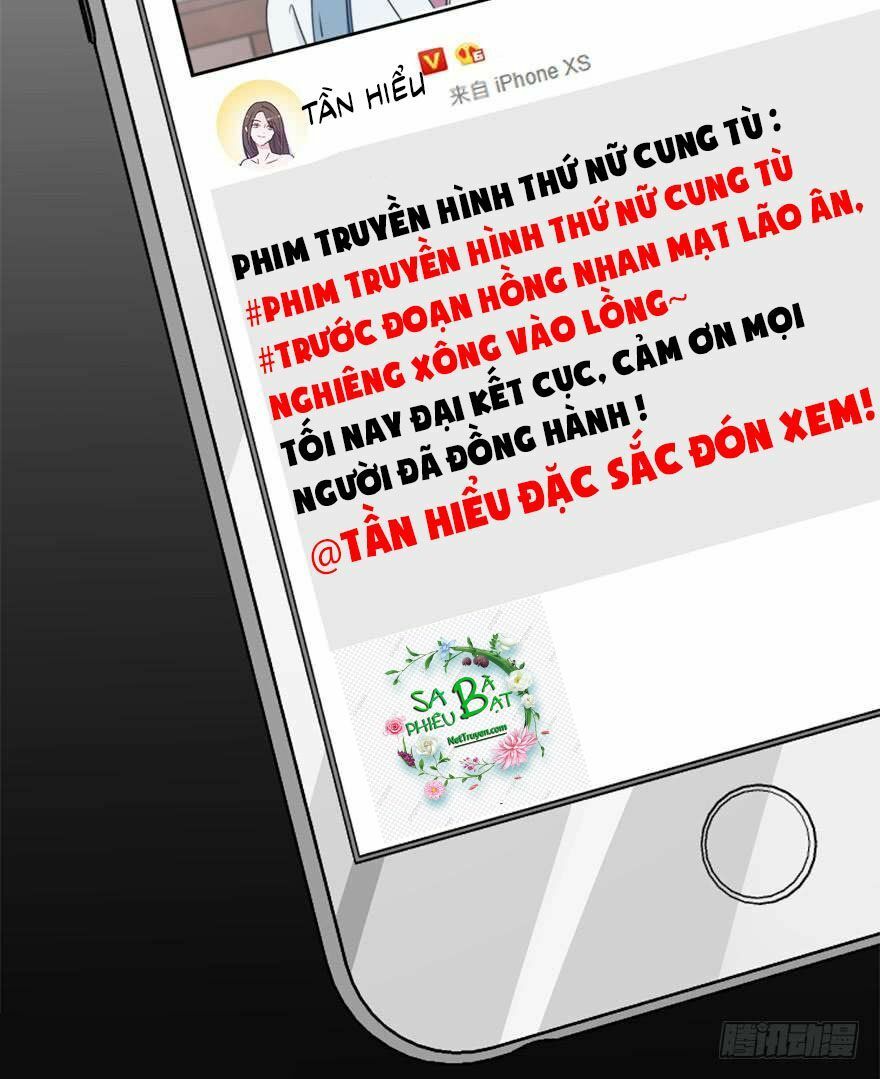 TẦN HIỂU
来自 iPhone XS
PHIM TRUYỀN HÌNH THỨ NỮ CUNG TÙ :
#PHIM TRUYỀN HÌNH THỨ NỮ CUNG TÙ
#TRƯỚC ĐOẠN HỒNG NHAN MẠT LÃO ÂN,
NGHIÊNG XÔNG VÀO LỒNG~
TỐI NAY ĐẠI KẾT CỤC, CẢM ƠN MỌI
NGƯỜI ĐÃ ĐỒNG HÀNH !
@TẦN HIỂU ĐẶC SẮC ĐÓN XEM!
SA BÀ
PHIÊU BẠT
NetTruyen.com
腾讯动漫